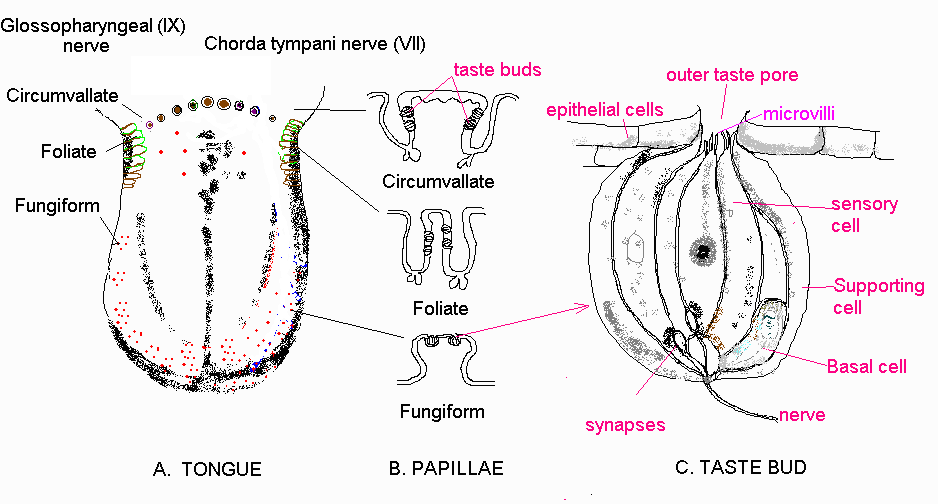 Glossopharyngeal (IX)
nerve
Chorda tympani nerve (VII)
Circumvallate
Foliate
Fungiform
taste buds
Circumvallate
Foliate
Fungiform
outer taste pore
epithelial cells
microvilli
sensory
cell
Supporting
cell
Basal cell
synapses
nerve
A. TONGUE
B. PAPILLAE
C. TASTE BUD